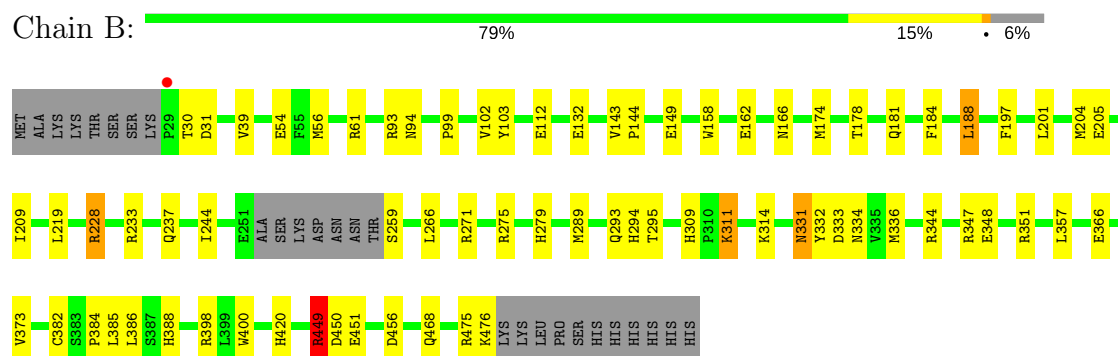 Chain B:
79% 15% • 6%
MET ALA LYS LYS THR SER SER LYS P29 T30 D31 V39 E54 F55 M56 R61 R93 N94 P99 V102 Y103 E112 E132 V143 P144 E149 W158 E162 N166 M174 T178 Q181 F184 L188 F197 L201 M204 E205
I209 L219 R228 R233 Q237 I244 E251 ALA SER LYS ASP ASN ASN THR S259 L266 R271 R275 H279 M289 Q293 H294 T295 H309 P310 K311 K314 N331 Y332 D333 N334 V335 M336 R344 R347 E348 R351 L357 E366
V373 C382 S383 P384 L385 L386 S387 H388 R398 L399 W400 H420 R449 D450 E451 D456 Q468 R475 K476 LYS LYS LEU PRO SER HIS HIS HIS HIS HIS HIS